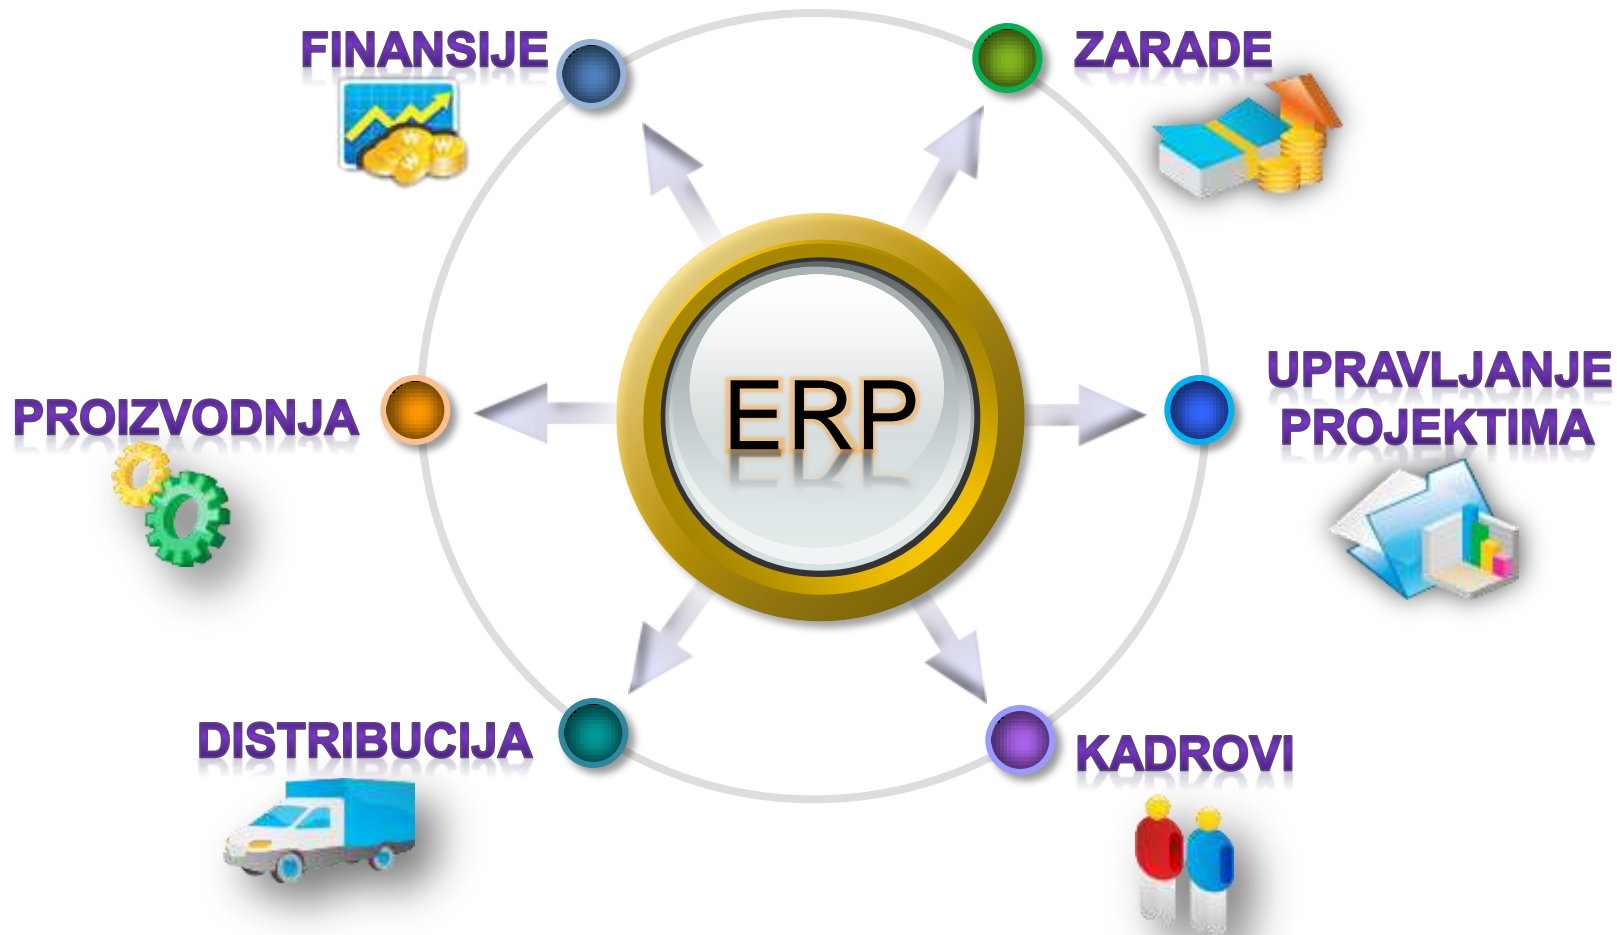 FINANSIJE
ZARADE
ERP
UPRAVLJANJE
PROJEKTIMA
PROIZVODNJA
DISTRIBUCIJA
KADROVI